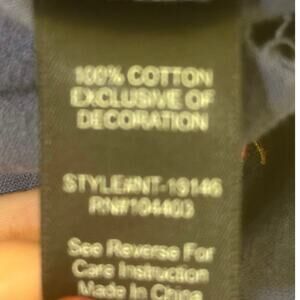 100% COTTON
EXCLUSIVE OF
DECORATION
STYLE#NT-19146
RN#104403
See Reverse For
Care Instruction
Made In China